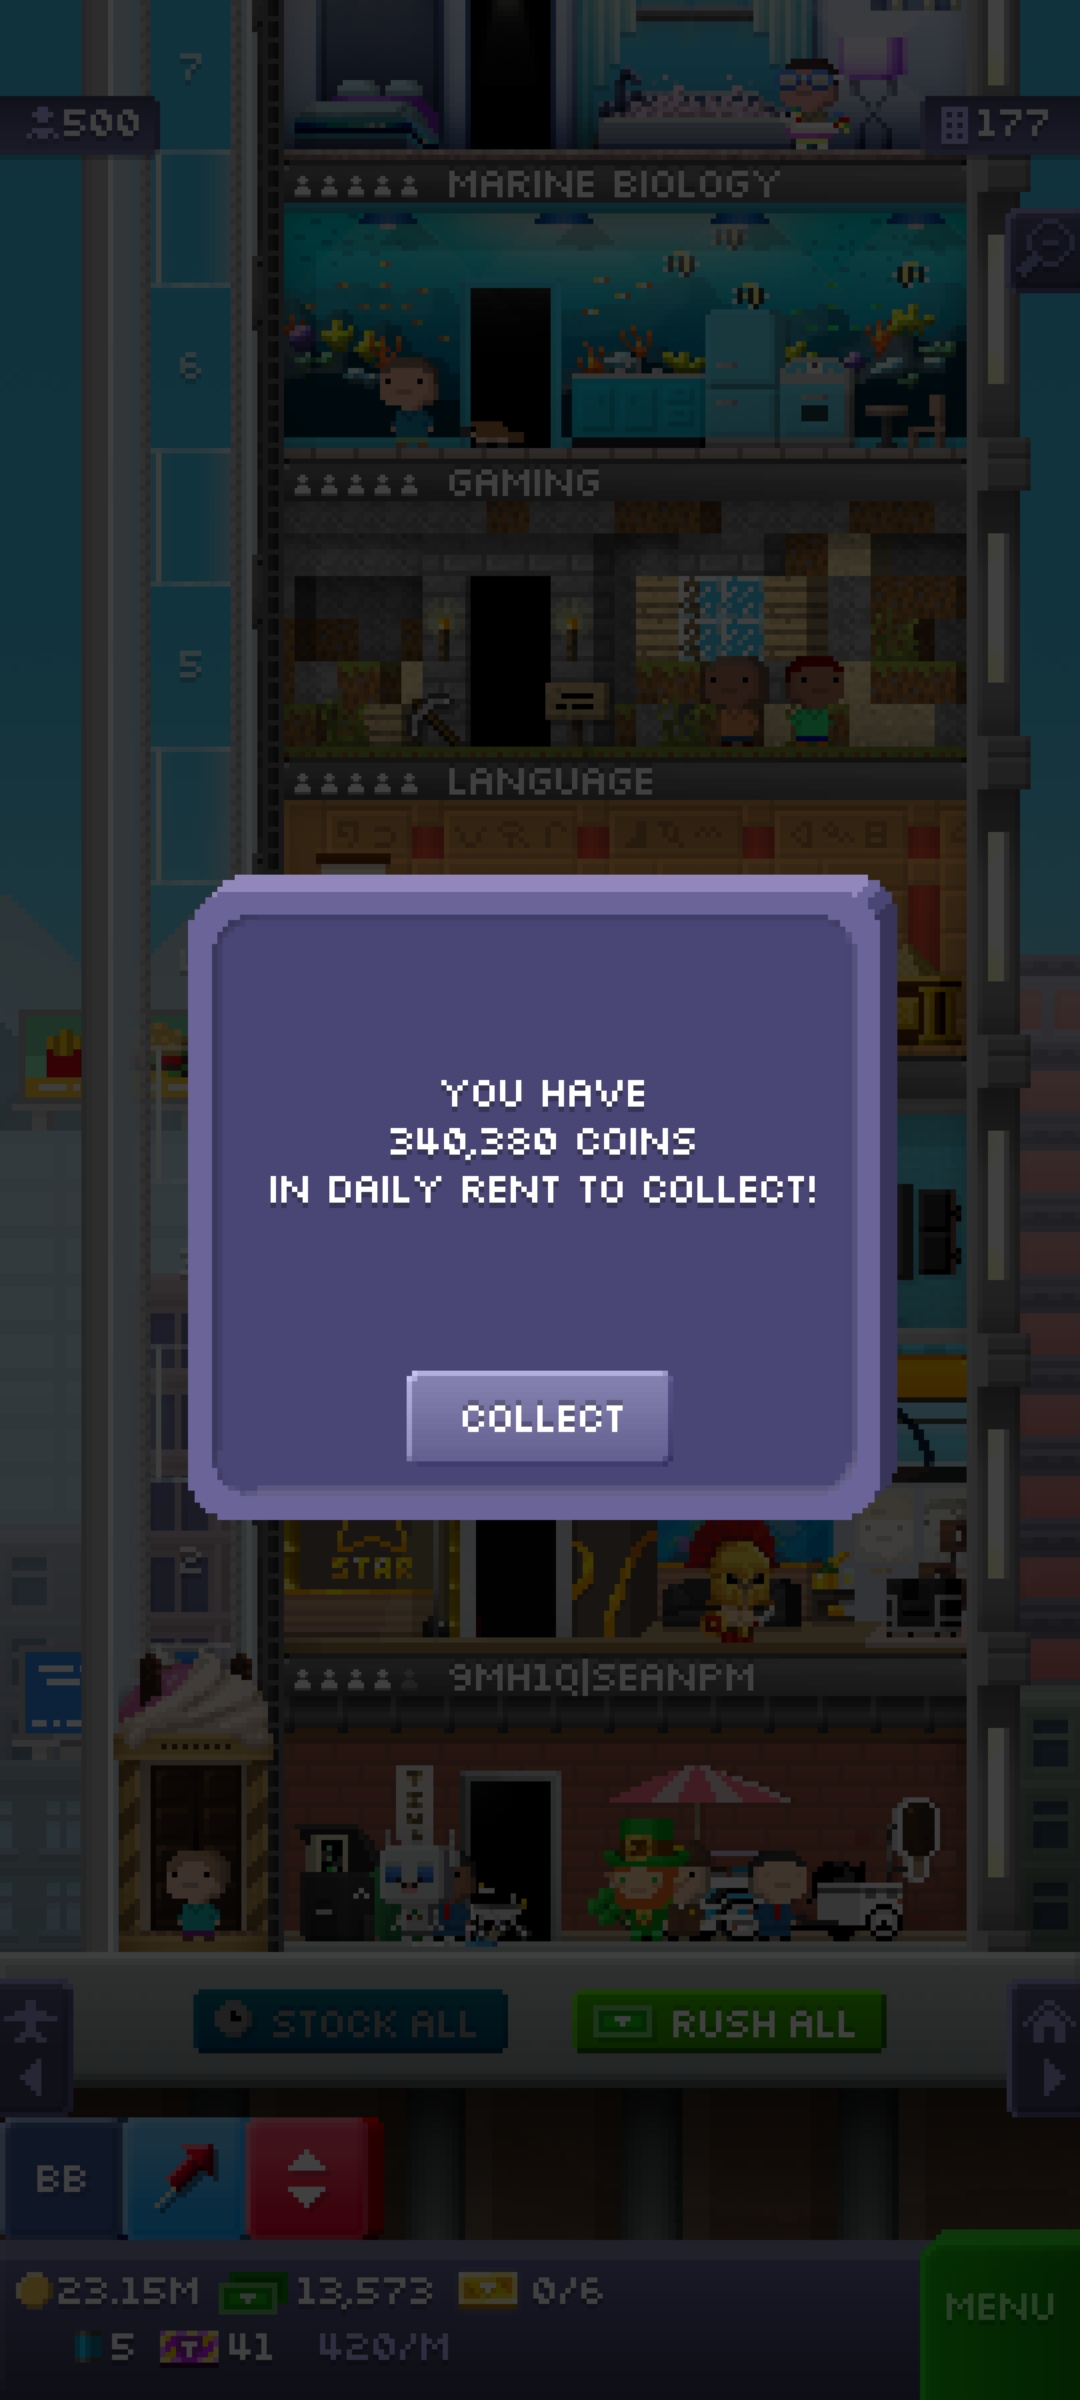 7
500
177
MARINE BIOLOGY
6
GAMING
5
LANGUAGE
YOU HAVE
340,380 COINS
IN DAILY RENT TO COLLECT!
COLLECT
STAR
2
9MH1Q|SEANPM
STOCK ALL
RUSH ALL
BB
23.15M
13,573
0/6
MENU
5
T
41
420/M